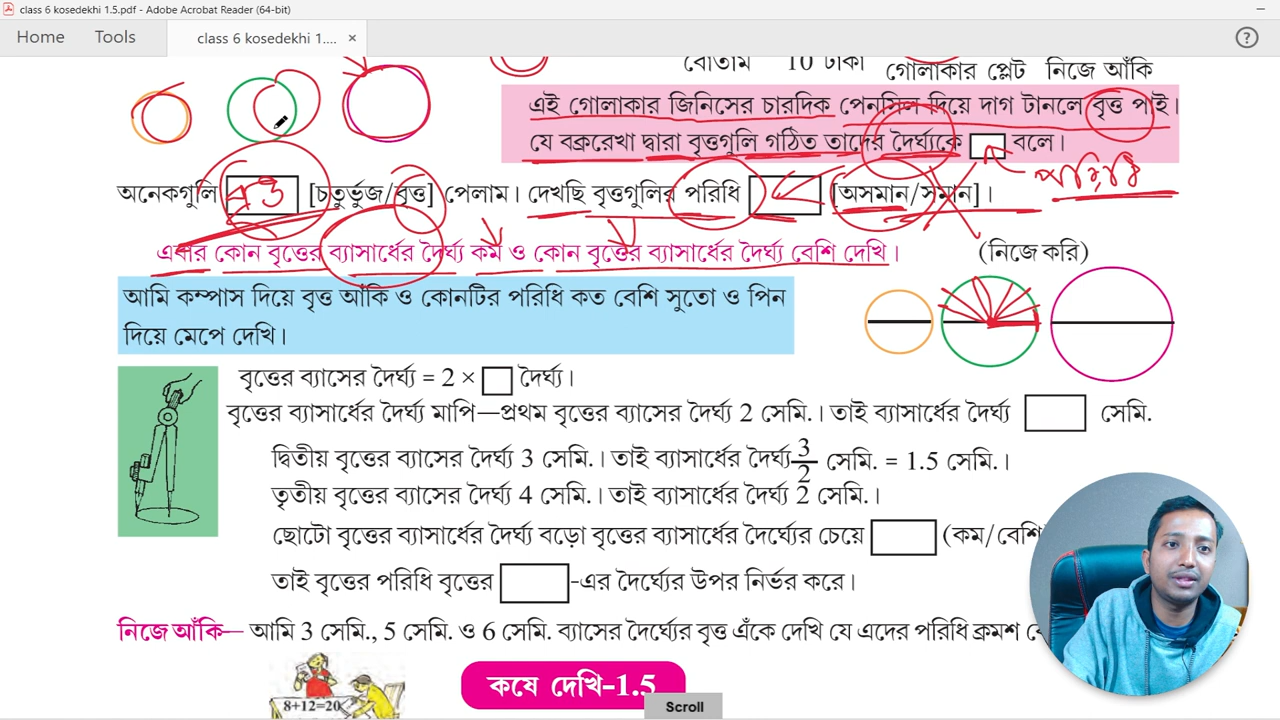 class 6 kosedekhi 1.5.pdf - Adobe Acrobat Reader (64-bit)
Home Tools class 6 kosedekhi 1.... × ?
বোতাম 10 টাকা গোলাকার প্লেট নিজে আঁকি
এই গোলাকার জিনিসের চারদিক পেনসিল দিয়ে দাগ টানলে বৃত্ত পাই।
যে বক্ররেখা দ্বারা বৃত্তগুলি গঠিত তাদের দৈর্ঘ্যকে বলে।
পরিধি
অনেকগুলি বৃত্ত [চতুর্ভুজ/বৃত্ত] পেলাম। দেখছি বৃত্তগুলির পরিধি [অসমান/সমান]।
এবার কোন বৃত্তের ব্যাসার্ধের দৈর্ঘ্য কম ও কোন বৃত্তের ব্যাসার্ধের দৈর্ঘ্য বেশি দেখি। (নিজে করি)
আমি কম্পাস দিয়ে বৃত্ত আঁকি ও কোনটির পরিধি কত বেশি সুতো ও পিন
দিয়ে মেপে দেখি।
বৃত্তের ব্যাসের দৈর্ঘ্য = 2 × দৈর্ঘ্য।
বৃত্তের ব্যাসার্ধের দৈর্ঘ্য মাপি—প্রথম বৃত্তের ব্যাসের দৈর্ঘ্য 2 সেমি.। তাই ব্যাসার্ধের দৈর্ঘ্য সেমি.
দ্বিতীয় বৃত্তের ব্যাসের দৈর্ঘ্য 3 সেমি.। তাই ব্যাসার্ধের দৈর্ঘ্য 3/2 সেমি. = 1.5 সেমি.।
তৃতীয় বৃত্তের ব্যাসের দৈর্ঘ্য 4 সেমি.। তাই ব্যাসার্ধের দৈর্ঘ্য 2 সেমি.।
ছোটো বৃত্তের ব্যাসার্ধের দৈর্ঘ্য বড়ো বৃত্তের ব্যাসার্ধের দৈর্ঘ্যের চেয়ে (কম/বেশি
তাই বৃত্তের পরিধি বৃত্তের -এর দৈর্ঘ্যের উপর নির্ভর করে।
নিজে আঁকি— আমি 3 সেমি., 5 সেমি. ও 6 সেমি. ব্যাসের দৈর্ঘ্যের বৃত্ত এঁকে দেখি যে এদের পরিধি ক্রমশ
8+12=20
কষে দেখি-1.5
Scroll